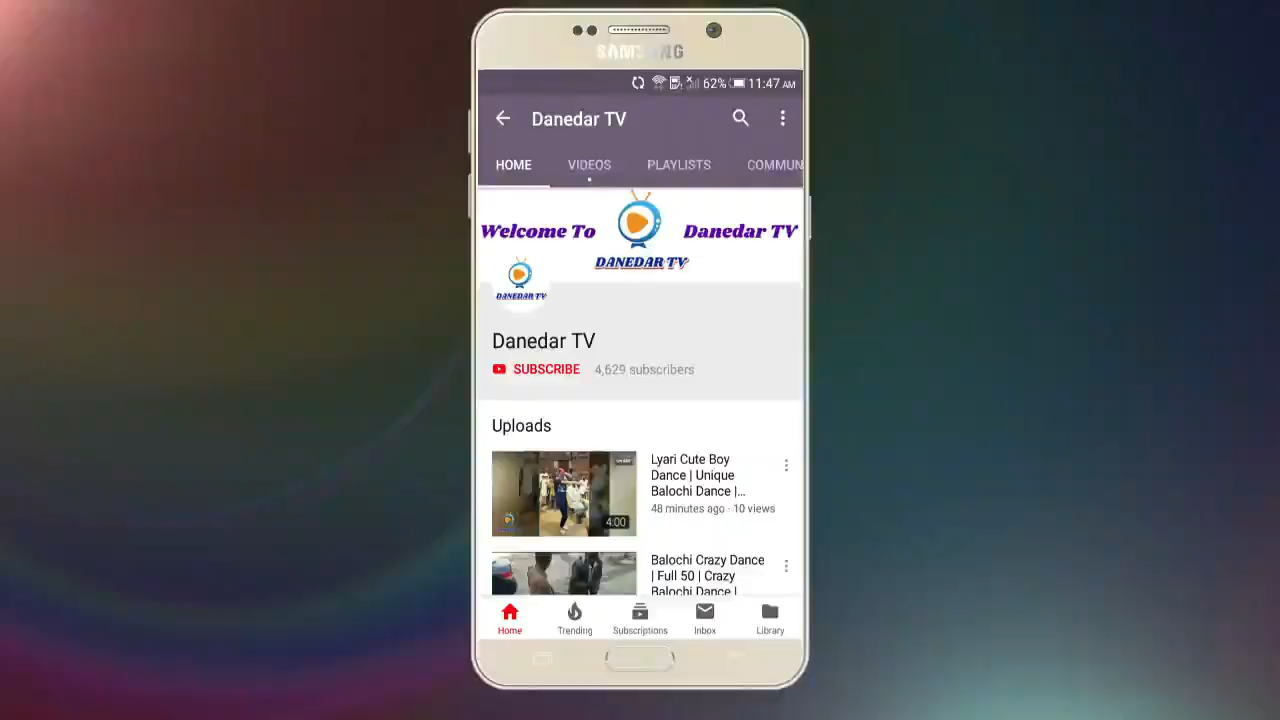 SAMSUNG
62% 11:47 AM
Danedar TV
HOME VIDEOS PLAYLISTS COMMUN
Welcome To Danedar TV
DANEDAR TV
DANEDAR TV
Danedar TV
SUBSCRIBE 4,629 subscribers
Uploads
Lyari Cute Boy
Dance | Unique
Balochi Dance |...
48 minutes ago · 10 views
4:00
Balochi Crazy Dance
| Full 50 | Crazy
Balochi Dance |
Home Trending Subscriptions Inbox Library